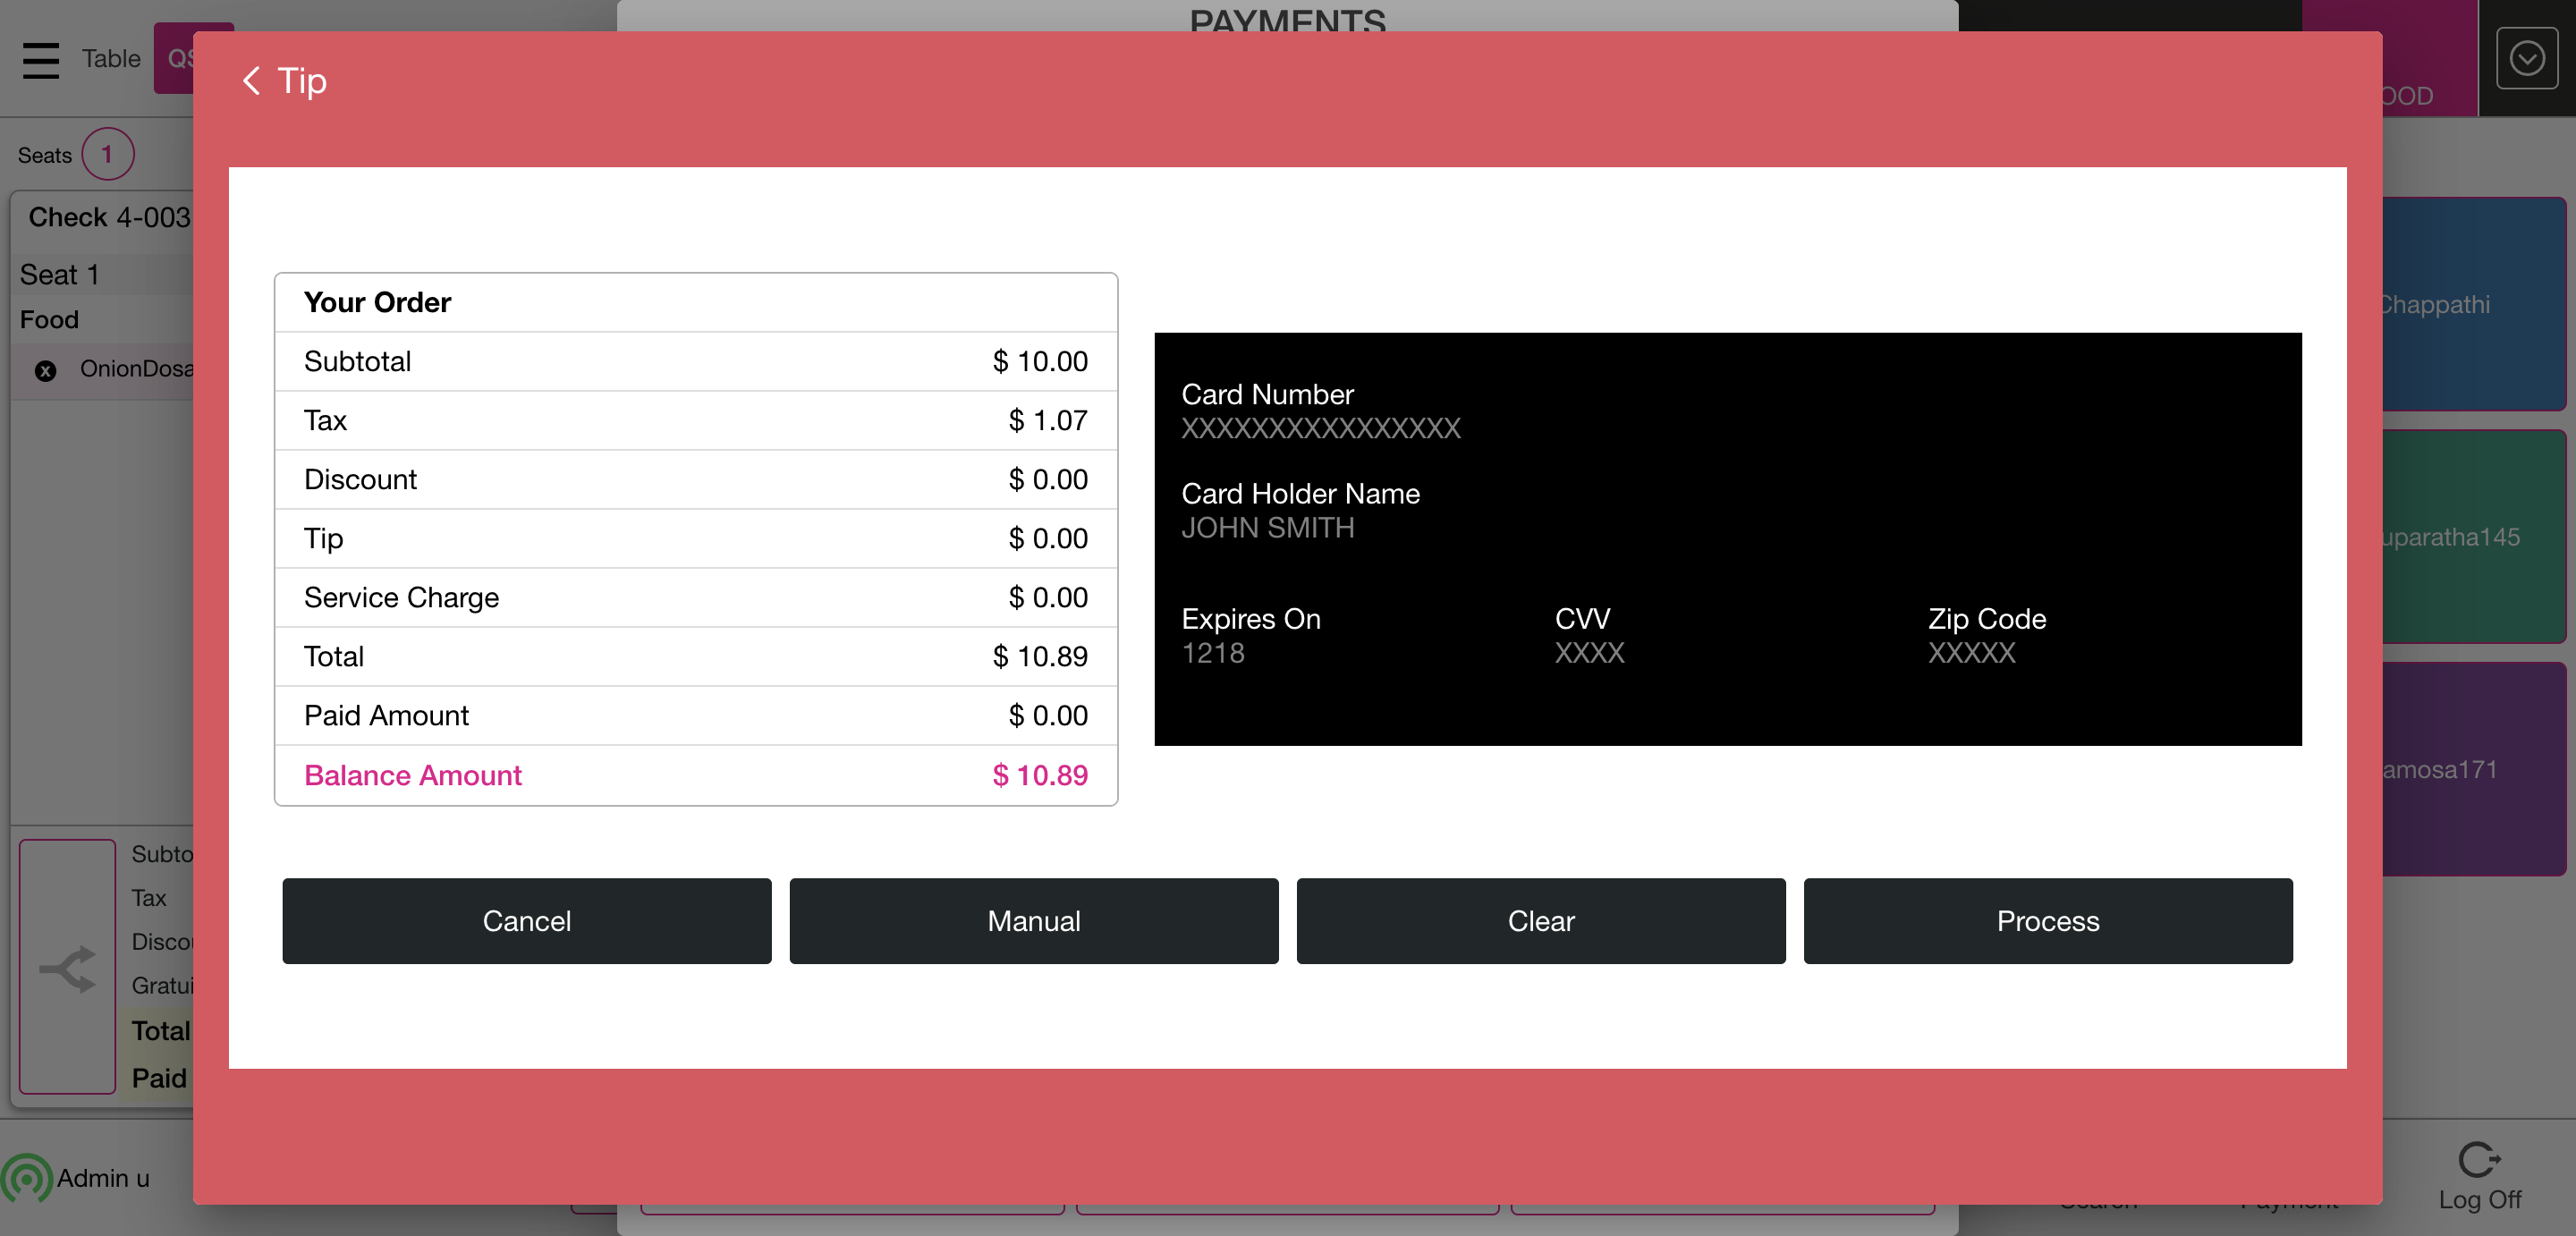 PAYMENTS
Table
Tip
OOD
Seats 1
Check 4-003
Seat 1
Food
OnionDosa
Your Order
Subtotal $ 10.00
Tax $ 1.07
Discount $ 0.00
Tip $ 0.00
Service Charge $ 0.00
Total $ 10.89
Paid Amount $ 0.00
Balance Amount $ 10.89
Card Number
XXXXXXXXXXXXXXXX
Card Holder Name
JOHN SMITH
Expires On CVV Zip Code
1218 XXXX XXXXX
Chappathi
uparatha145
amosa171
Cancel Manual Clear Process
Subto
Tax
Discou
Gratui
Total
Paid
Admin u
Search Payment Log Off